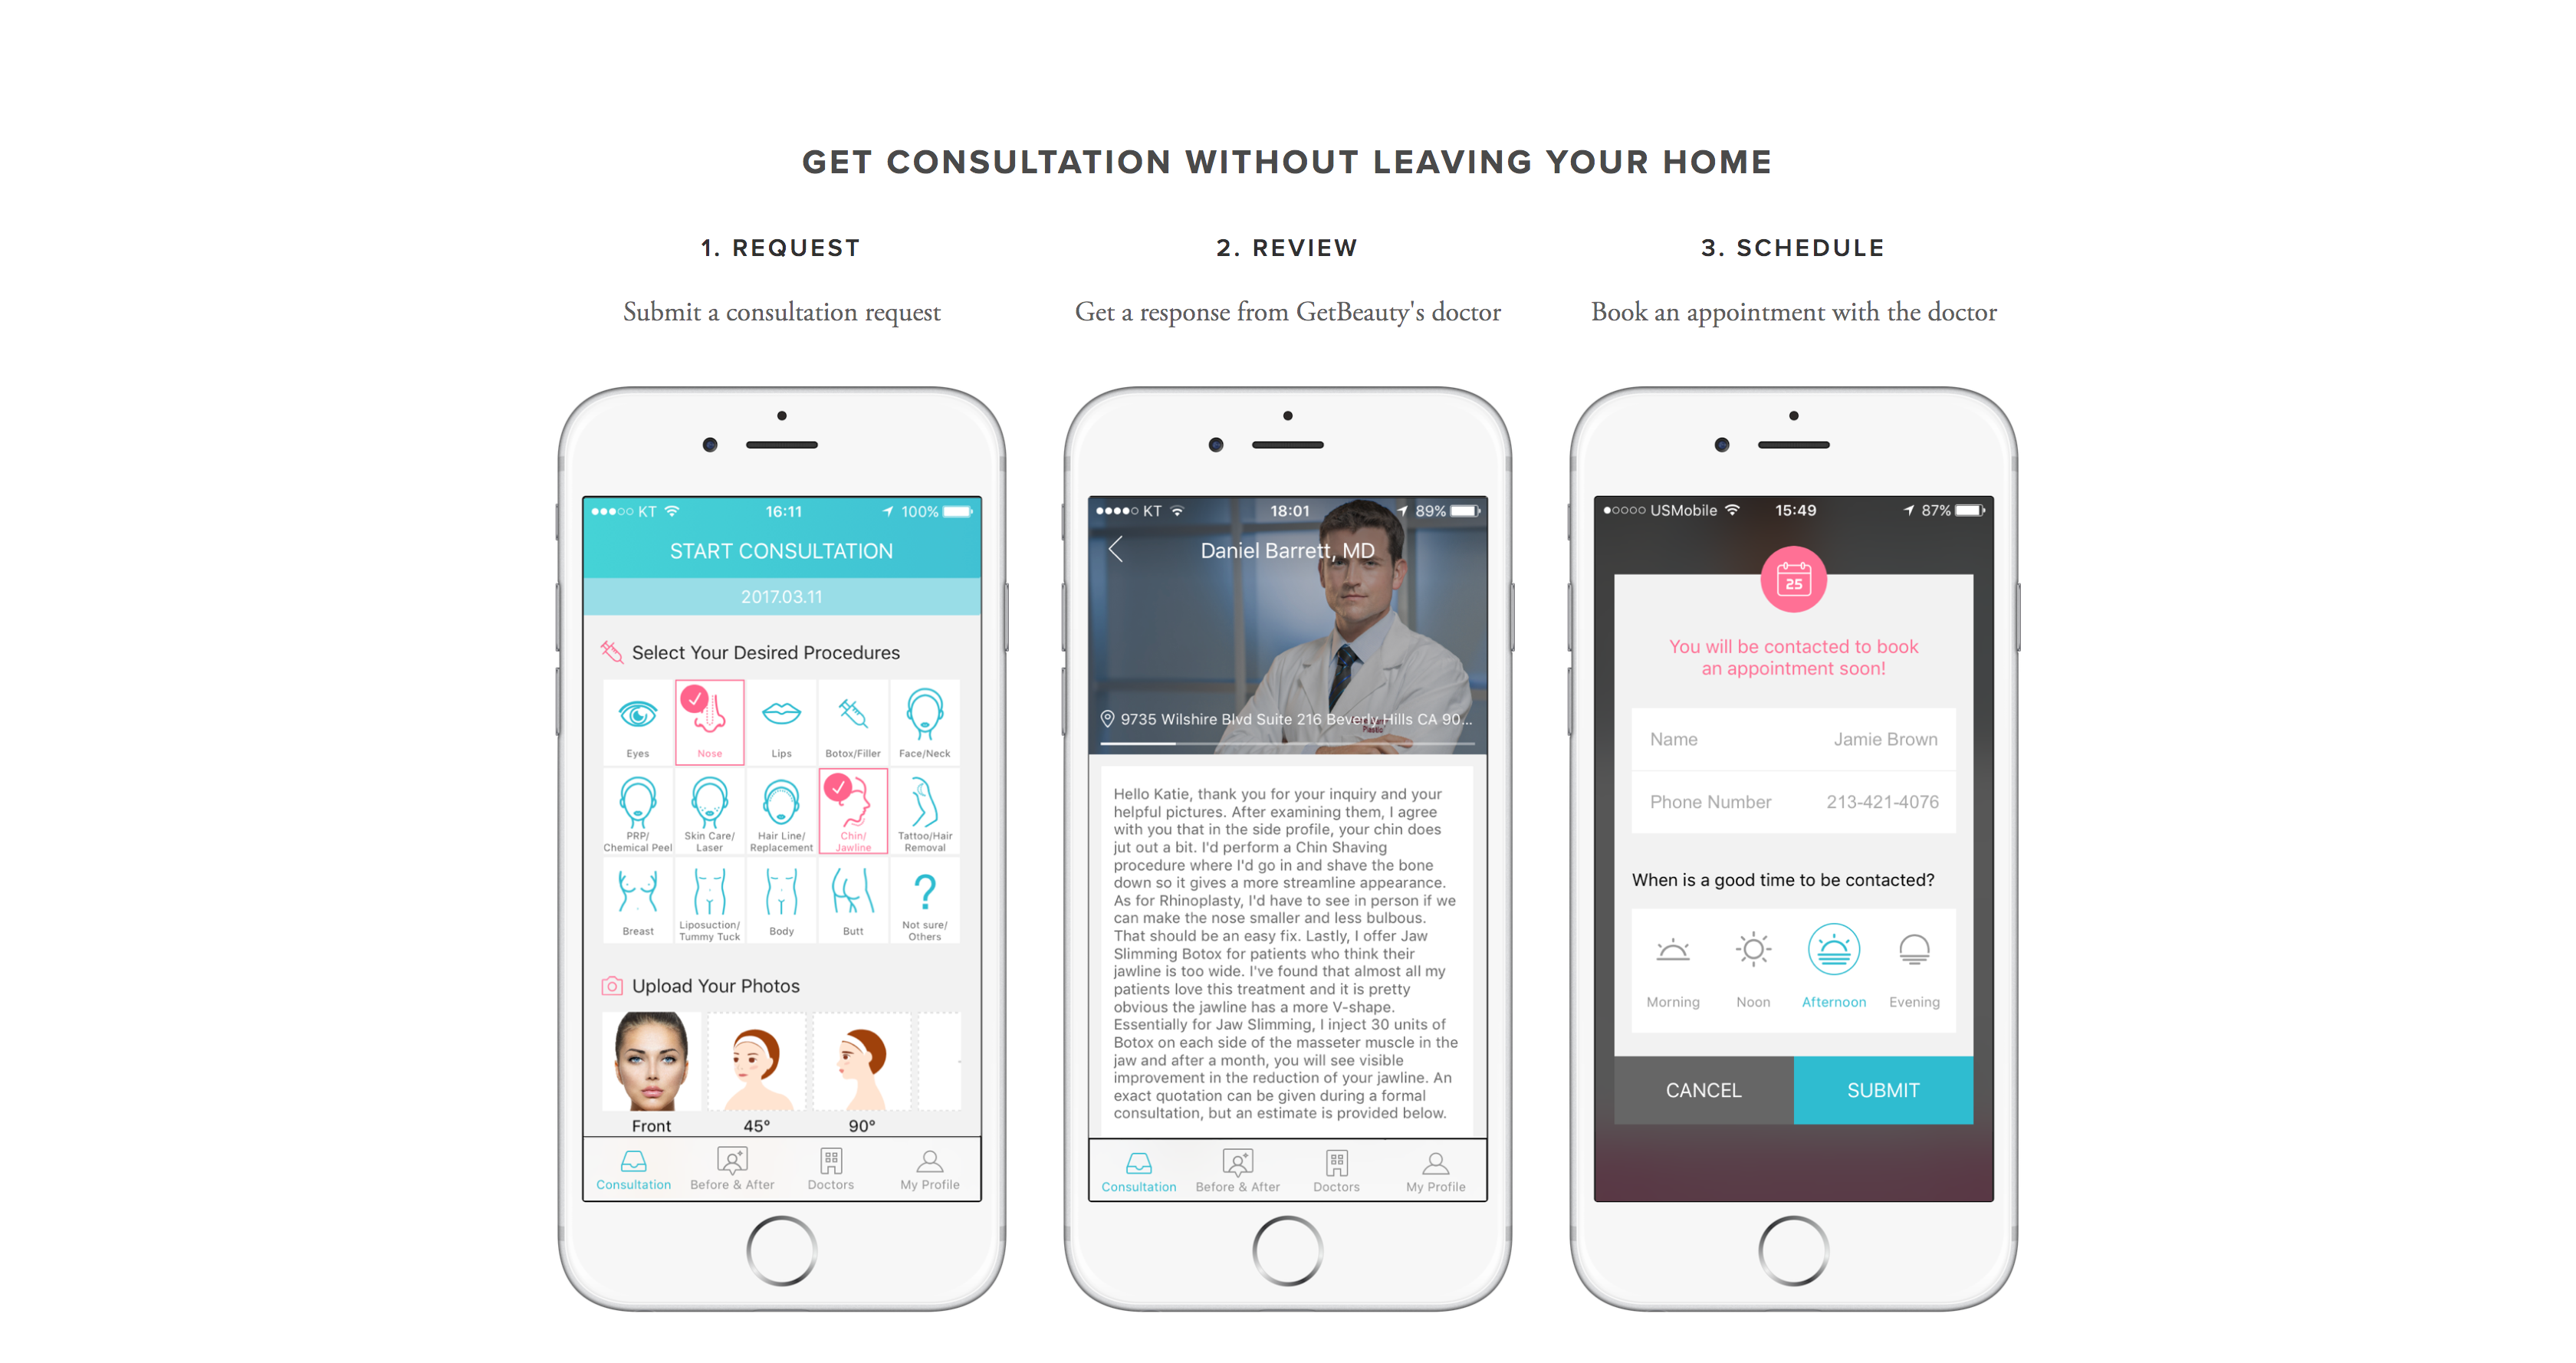 GET CONSULTATION WITHOUT LEAVING YOUR HOME
1. REQUEST
Submit a consultation request
2. REVIEW
Get a response from GetBeauty's doctor
3. SCHEDULE
Book an appointment with the doctor
KT 16:11 100%
START CONSULTATION
2017.03.11
Select Your Desired Procedures
Eyes
Nose
Lips
Botox/Filler
Face/Neck
PRP/
Chemical Peel
Skin Care/
Laser
Hair Line/
Replacement
Chin/
Jawline
Tattoo/Hair
Removal
Breast
Liposuction/
Tummy Tuck
Body
Butt
?
Not sure/
Others
Upload Your Photos
Front
45°
90°
Consultation
Before & After
Doctors
My Profile
KT 18:01 89%
Daniel Barrett, MD
9735 Wilshire Blvd Suite 216 Beverly Hills CA 90...
Plastic
Hello Katie, thank you for your inquiry and your
helpful pictures. After examining them, I agree
with you that in the side profile, your chin does
jut out a bit. I'd perform a Chin Shaving
procedure where I'd go in and shave the bone
down so it gives a more streamline appearance.
As for Rhinoplasty, I'd have to see in person if we
can make the nose smaller and less bulbous.
That should be an easy fix. Lastly, I offer Jaw
Slimming Botox for patients who think their
jawline is too wide. I've found that almost all my
patients love this treatment and it is pretty
obvious the jawline has a more V-shape.
Essentially for Jaw Slimming, I inject 30 units of
Botox on each side of the masseter muscle in the
jaw and after a month, you will see visible
improvement in the reduction of your jawline. An
exact quotation can be given during a formal
consultation, but an estimate is provided below.
Consultation
Before & After
Doctors
My Profile
USMobile 15:49 87%
25
You will be contacted to book
an appointment soon!
Name Jamie Brown
Phone Number 213-421-4076
When is a good time to be contacted?
Morning
Noon
Afternoon
Evening
CANCEL
SUBMIT